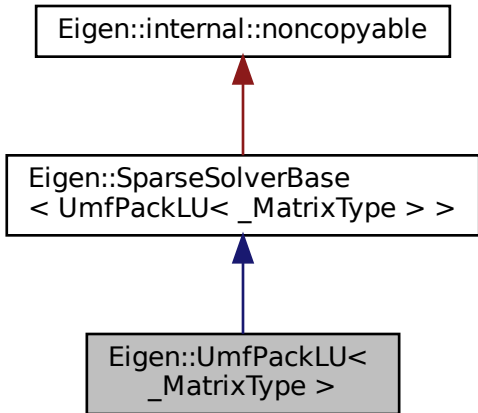 Eigen::internal::noncopyable
Eigen::SparseSolverBase
< UmfPackLU< _MatrixType > >
Eigen::UmfPackLU<
_MatrixType >